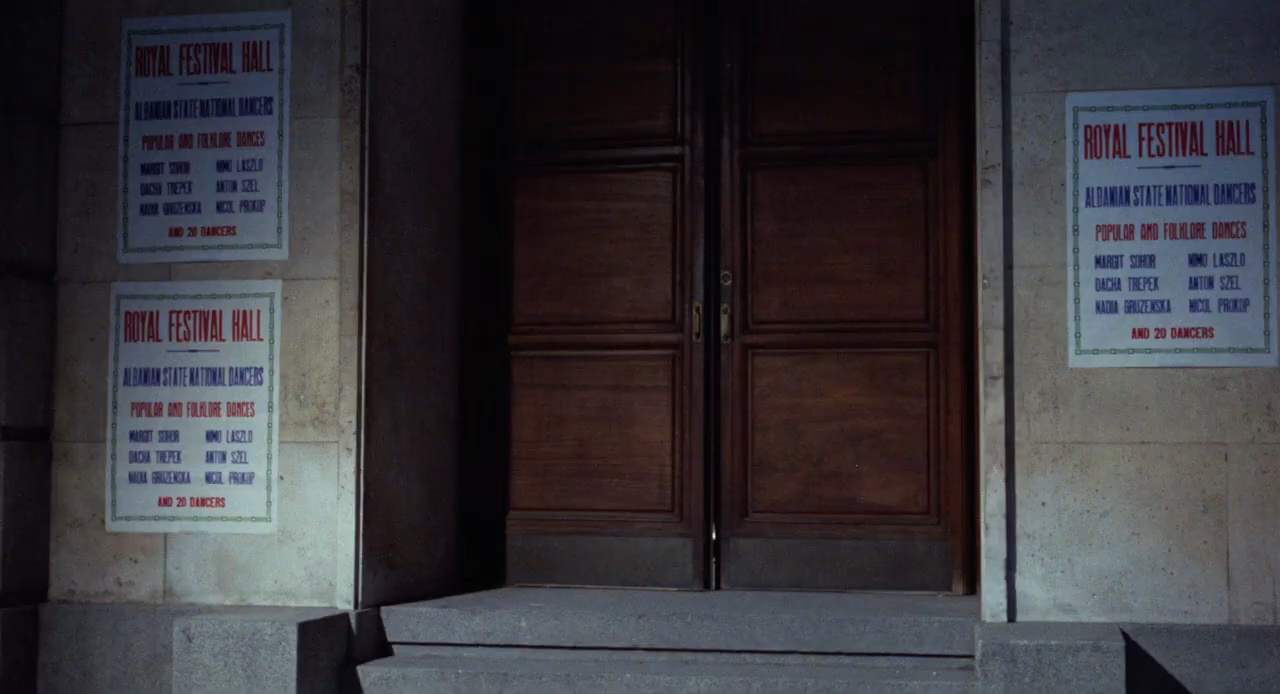 ROYAL FESTIVAL HALL
ALBANIAN STATE NATIONAL DANCERS
POPULAR AND FOLKLORE DANCES
MARGIT SOHOR NIMO LASZLO
DACHA TREPEK ANTON SZEL
NADIA GRUZENSKA NICOL PROKOP
AND 20 DANCERS
ROYAL FESTIVAL HALL
ALBANIAN STATE NATIONAL DANCERS
POPULAR AND FOLKLORE DANCES
MARGIT SOHOR NIMO LASZLO
DACHA TREPEK ANTON SZEL
NADIA GRUZENSKA NICOL PROKOP
AND 20 DANCERS
ROYAL FESTIVAL HALL
ALBANIAN STATE NATIONAL DANCERS
POPULAR AND FOLKLORE DANCES
MARGIT SOHOR NIMO LASZLO
DACHA TREPEK ANTON SZEL
NADIA GRUZENSKA NICOL PROKOP
AND 20 DANCERS